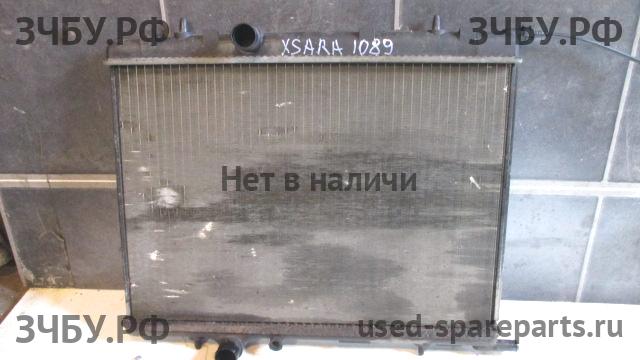 ЗЧБУ.РФ ЗЧБУ.РФ
XSARA 1089
Нет в наличи
ЗЧБУ.РФ used-spareparts.ru